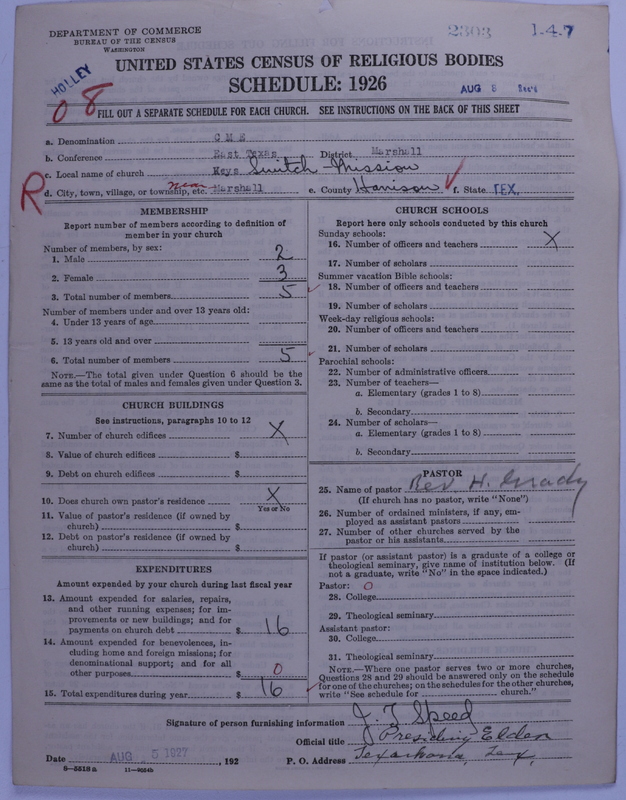 DEPARTMENT OF COMMERCE
BUREAU OF THE CENSUS
WASHINGTON
2303
1-4-7
UNITED STATES CENSUS OF RELIGIOUS BODIES
HOLLEY
SCHEDULE: 1926
AUG 8 Rec'd
08
FILL OUT A SEPARATE SCHEDULE FOR EACH CHURCH. SEE INSTRUCTIONS ON THE BACK OF THIS SHEET
a. Denomination C M E
b. Conference East Texas District Marshall
c. Local name of church Keys Switch Mission
R
d. City, town, village, or township, etc. near Marshall e. County Harrison f. State TEX.
MEMBERSHIP
Report number of members according to definition of
member in your church
Number of members, by sex:
1. Male 2
2. Female 3
3. Total number of members 5
Number of members under and over 13 years old:
4. Under 13 years of age
5. 13 years old and over
6. Total number of members 5
NOTE.—The total given under Question 6 should be
same as the total of males and females given under Question 3.
CHURCH BUILDINGS
See instructions, paragraphs 10 to 12
7. Number of church edifices X
8. Value of church edifices $
9. Debt on church edifices $
10. Does church own pastor's residence X
Yes or No
11. Value of pastor's residence (if owned by
church) $
12. Debt on pastor's residence (if owned by
church) $
EXPENDITURES
Amount expended by your church during last fiscal year
13. Amount expended for salaries, repairs,
and other running expenses; for im-
provements or new buildings; and for
payments on church debt $ 16
14. Amount expended for benevolences, in-
cluding home and foreign missions; for
denominational support; and for all
other purposes $ 0
15. Total expenditures during year $ 16
CHURCH SCHOOLS
Report here only schools conducted by this church
Sunday schools:
16. Number of officers and teachers X
17. Number of scholars
Summer vacation Bible schools:
18. Number of officers and teachers
19. Number of scholars
Week-day religious schools:
20. Number of officers and teachers
21. Number of scholars
Parochial schools:
22. Number of administrative officers
23. Number of teachers—
a. Elementary (grades 1 to 8)
b. Secondary
24. Number of scholars—
a. Elementary (grades 1 to 8)
b. Secondary
PASTOR
25. Name of pastor Rev H. Grady
(If church has no pastor, write "None")
26. Number of ordained ministers, if any, em-
ployed as assistant pastors
27. Number of other churches served by the
pastor or his assistants
If pastor (or assistant pastor) is a graduate of a college or
theological seminary, give name of institution below. (If
not a graduate, write "No" in the space indicated.)
Pastor: O
28. College
29. Theological seminary
Assistant pastor:
30. College
31. Theological seminary
NOTE.—Where one pastor serves two or more churches,
Questions 28 and 29 should be answered only on the schedule
for one of the churches; on the schedules for the other churches,
write "See schedule for church."
Signature of person furnishing information J. T. Speed
Official title Presiding Elder
Date AUG 5 1927, 192 P. O. Address Texarkana, Tex,
8—5518a 11—9024b